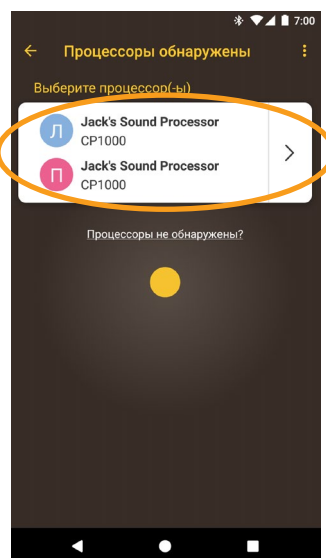 7:00
Процессоры обнаружены
Выберите процессор(-ы)
Л
Jack's Sound Processor
CP1000
П
Jack's Sound Processor
CP1000
Процессоры не обнаружены?